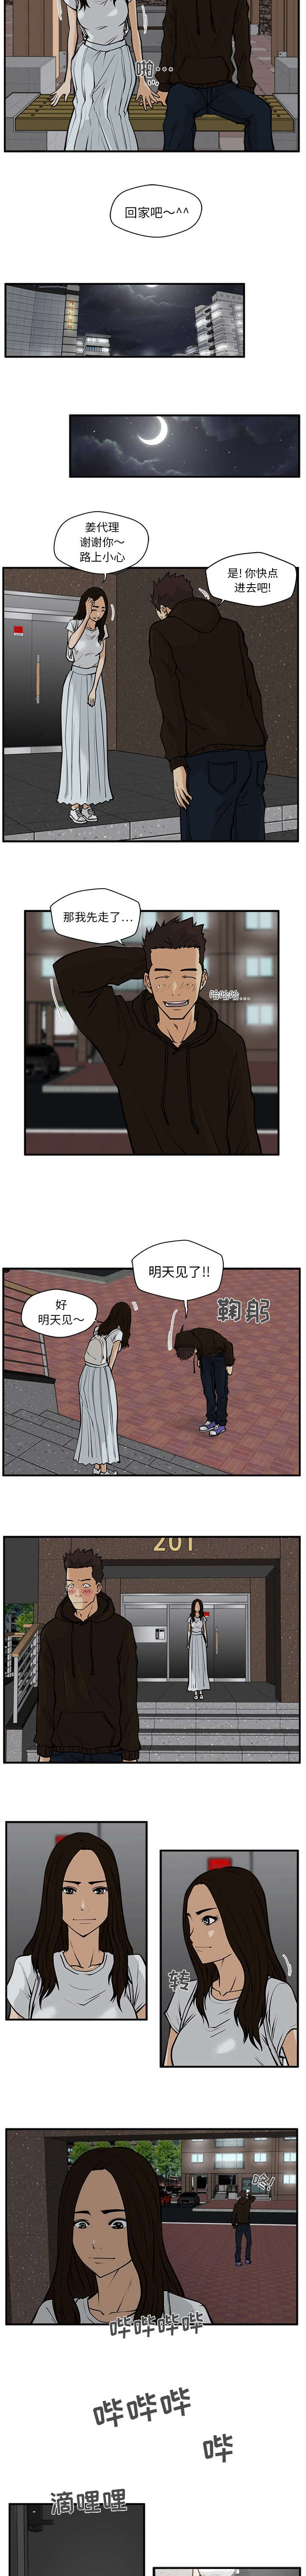 啪…
回家吧～^^
姜代理
谢谢你～
路上小心
是! 你快点
进去吧!
那我先走了…
哈哈哈…
明天见了!!
好
明天见～
鞠躬
201
转
咚!
哔哔哔哔
哔哔哔
哔
滴哩哩